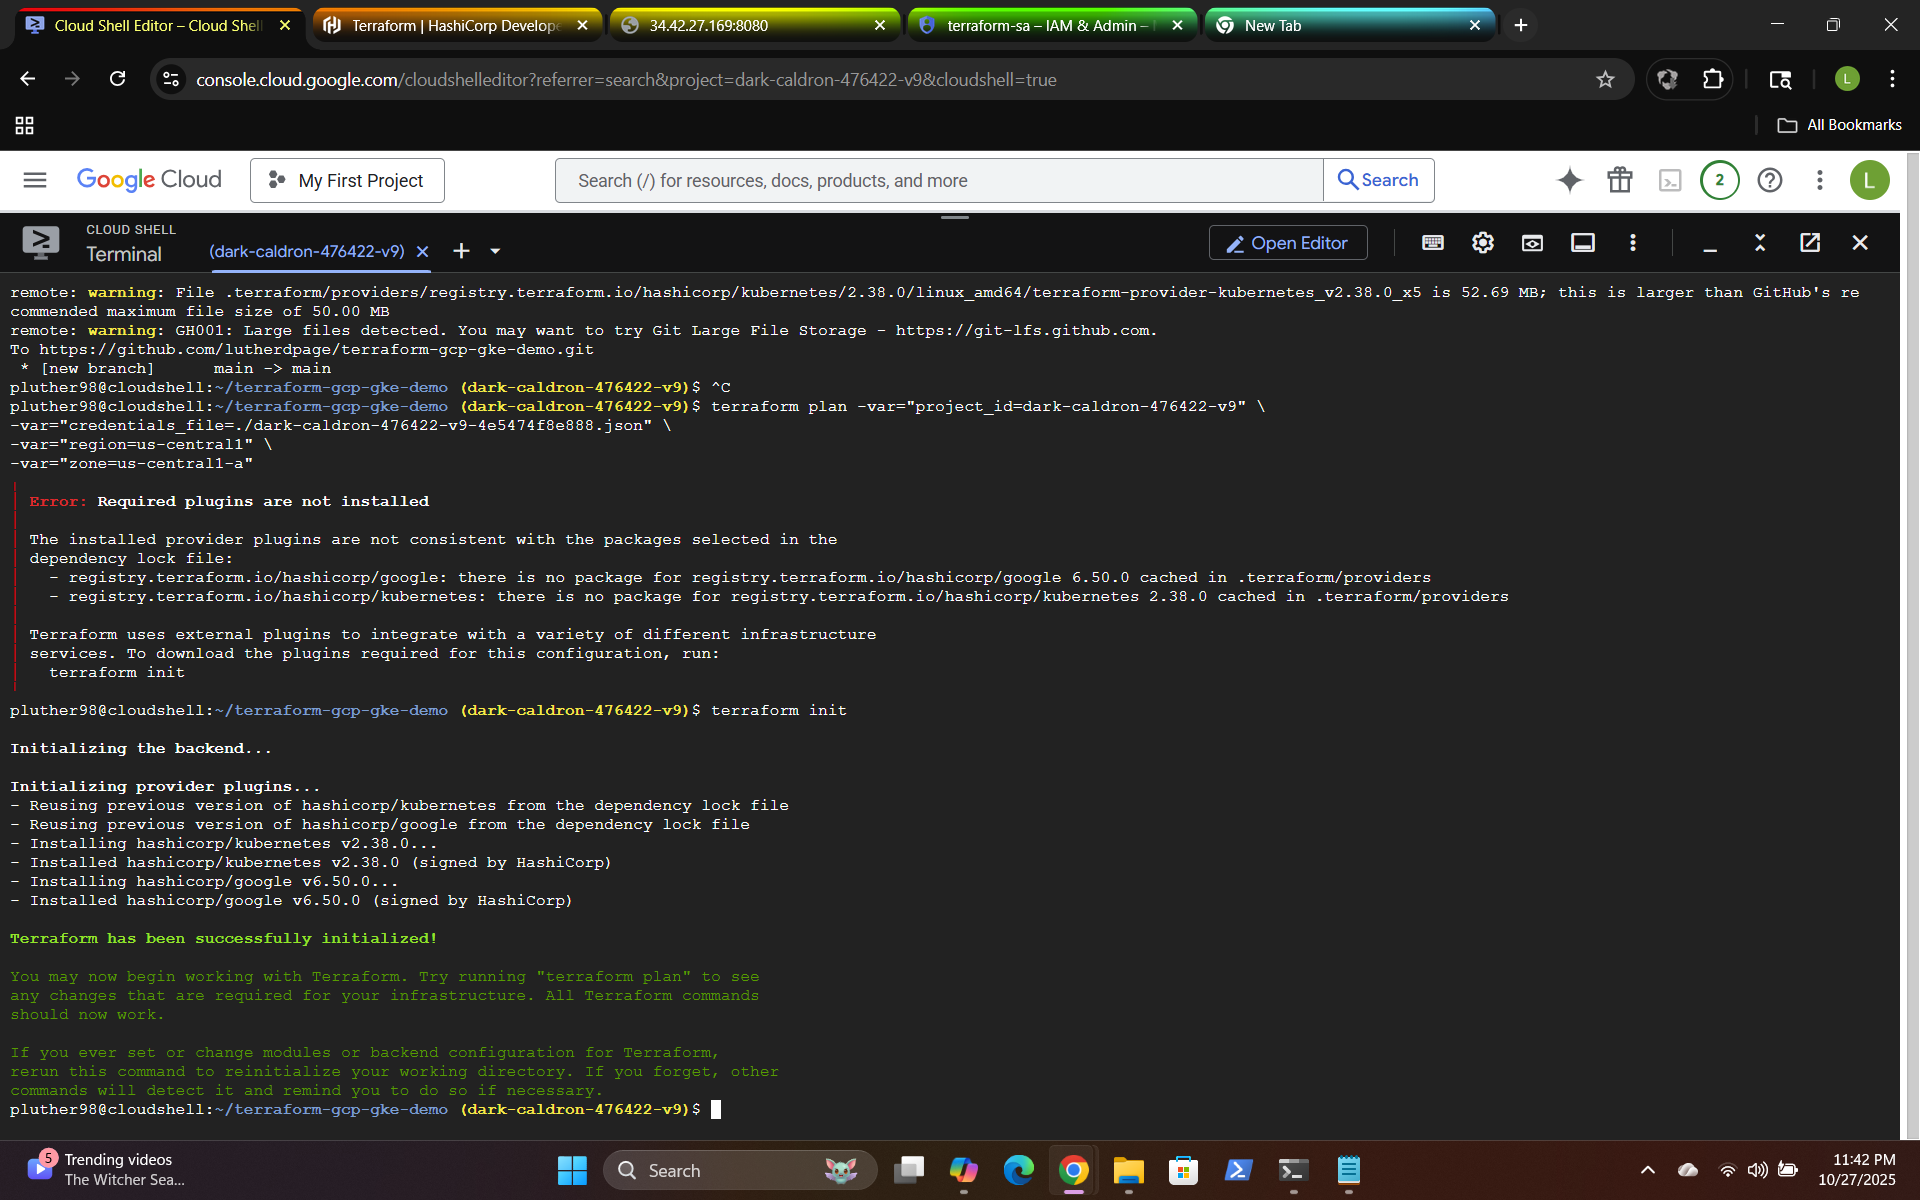 Cloud Shell Editor – Cloud Shell
Terraform | HashiCorp Develope
34.42.27.169:8080
terraform-sa – IAM & Admin –
New Tab
console.cloud.google.com/cloudshelleditor?referrer=search&project=dark-caldron-476422-v9&cloudshell=true
L
All Bookmarks
Google Cloud
My First Project
Search (/) for resources, docs, products, and more
Search
2
L
CLOUD SHELL
Terminal
(dark-caldron-476422-v9)
Open Editor
remote: warning: File .terraform/providers/registry.terraform.io/hashicorp/kubernetes/2.38.0/linux_amd64/terraform-provider-kubernetes_v2.38.0_x5 is 52.69 MB; this is larger than GitHub's re
commended maximum file size of 50.00 MB
remote: warning: GH001: Large files detected. You may want to try Git Large File Storage - https://git-lfs.github.com.
To https://github.com/lutherdpage/terraform-gcp-gke-demo.git
 * [new branch]      main -> main
pluther98@cloudshell:~/terraform-gcp-gke-demo (dark-caldron-476422-v9)$ ^C
pluther98@cloudshell:~/terraform-gcp-gke-demo (dark-caldron-476422-v9)$ terraform plan -var="project_id=dark-caldron-476422-v9" \
-var="credentials_file=./dark-caldron-476422-v9-4e5474f8e888.json" \
-var="region=us-central1" \
-var="zone=us-central1-a"
Error: Required plugins are not installed
The installed provider plugins are not consistent with the packages selected in the
dependency lock file:
- registry.terraform.io/hashicorp/google: there is no package for registry.terraform.io/hashicorp/google 6.50.0 cached in .terraform/providers
- registry.terraform.io/hashicorp/kubernetes: there is no package for registry.terraform.io/hashicorp/kubernetes 2.38.0 cached in .terraform/providers
Terraform uses external plugins to integrate with a variety of different infrastructure
services. To download the plugins required for this configuration, run:
terraform init
pluther98@cloudshell:~/terraform-gcp-gke-demo (dark-caldron-476422-v9)$ terraform init
Initializing the backend...
Initializing provider plugins...
- Reusing previous version of hashicorp/kubernetes from the dependency lock file
- Reusing previous version of hashicorp/google from the dependency lock file
- Installing hashicorp/kubernetes v2.38.0...
- Installed hashicorp/kubernetes v2.38.0 (signed by HashiCorp)
- Installing hashicorp/google v6.50.0...
- Installed hashicorp/google v6.50.0 (signed by HashiCorp)
Terraform has been successfully initialized!
You may now begin working with Terraform. Try running "terraform plan" to see
any changes that are required for your infrastructure. All Terraform commands
should now work.
If you ever set or change modules or backend configuration for Terraform,
rerun this command to reinitialize your working directory. If you forget, other
commands will detect it and remind you to do so if necessary.
pluther98@cloudshell:~/terraform-gcp-gke-demo (dark-caldron-476422-v9)$
5
Trending videos
The Witcher Sea...
Search
11:42 PM
10/27/2025